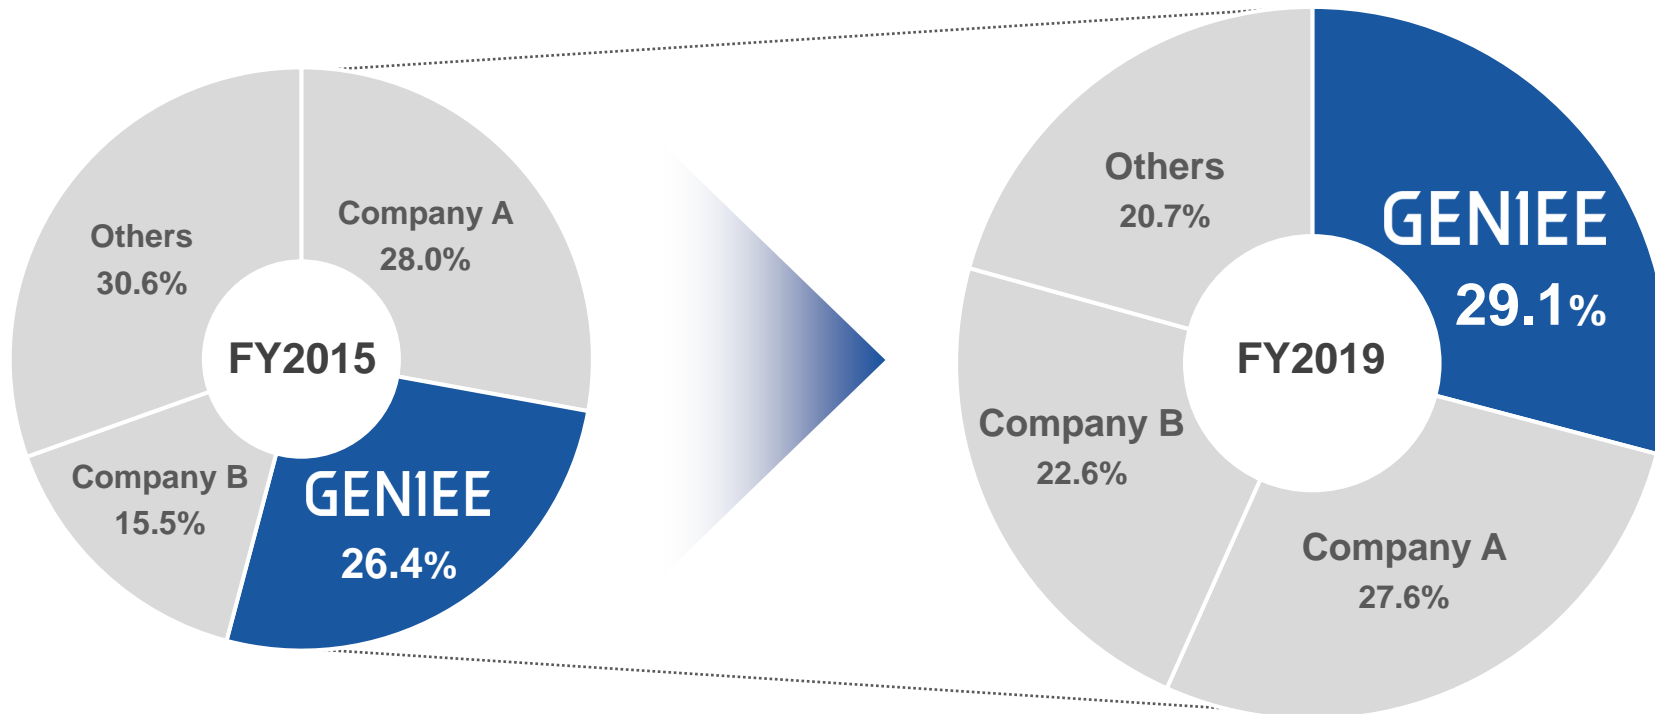 Company A
28.0%
GENIEE
26.4%
Company B
15.5%
Others
30.6%
FY2015
GENIEE
29.1%
Company A
27.6%
Company B
22.6%
Others
20.7%
FY2019